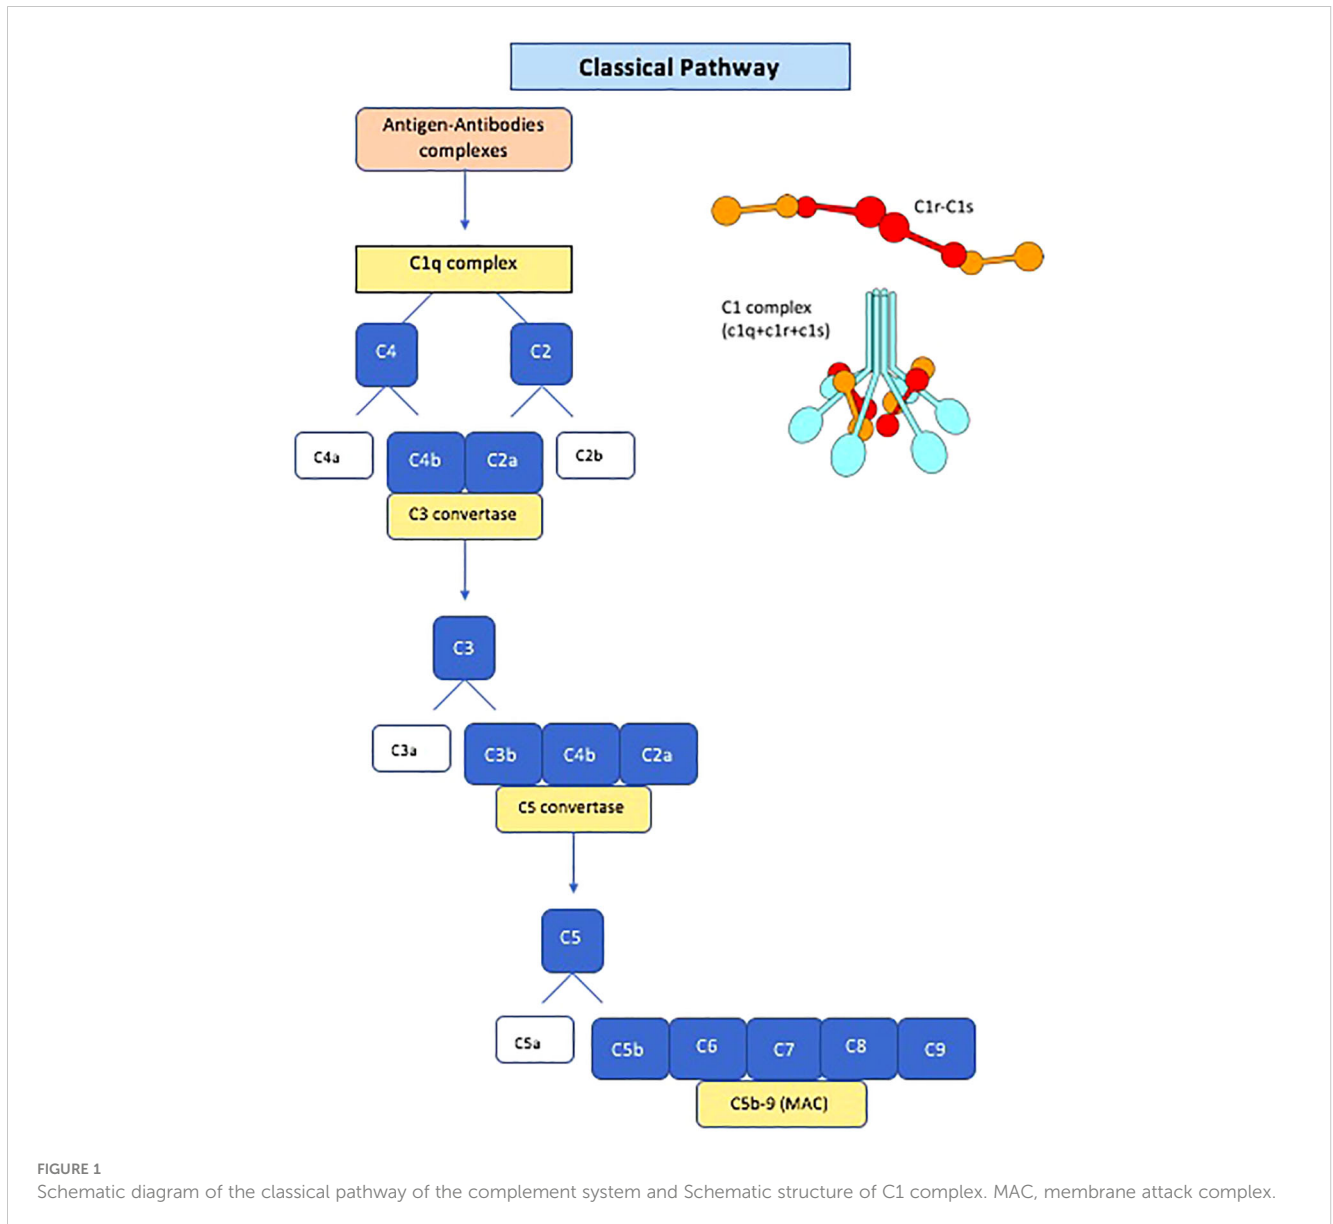 Classical Pathway
Antigen-Antibodies
complexes
C1r-C1s
C1q complex
C1 complex
(c1q+c1r+c1s)
C4
C2
C4a
C4b
C2a
C2b
C3 convertase
C3
C3a
C3b
C4b
C2a
C5 convertase
C5
C5a
C5b
C6
C7
C8
C9
C5b-9 (MAC)
FIGURE 1
Schematic diagram of the classical pathway of the complement system and Schematic structure of C1 complex. MAC, membrane attack complex.